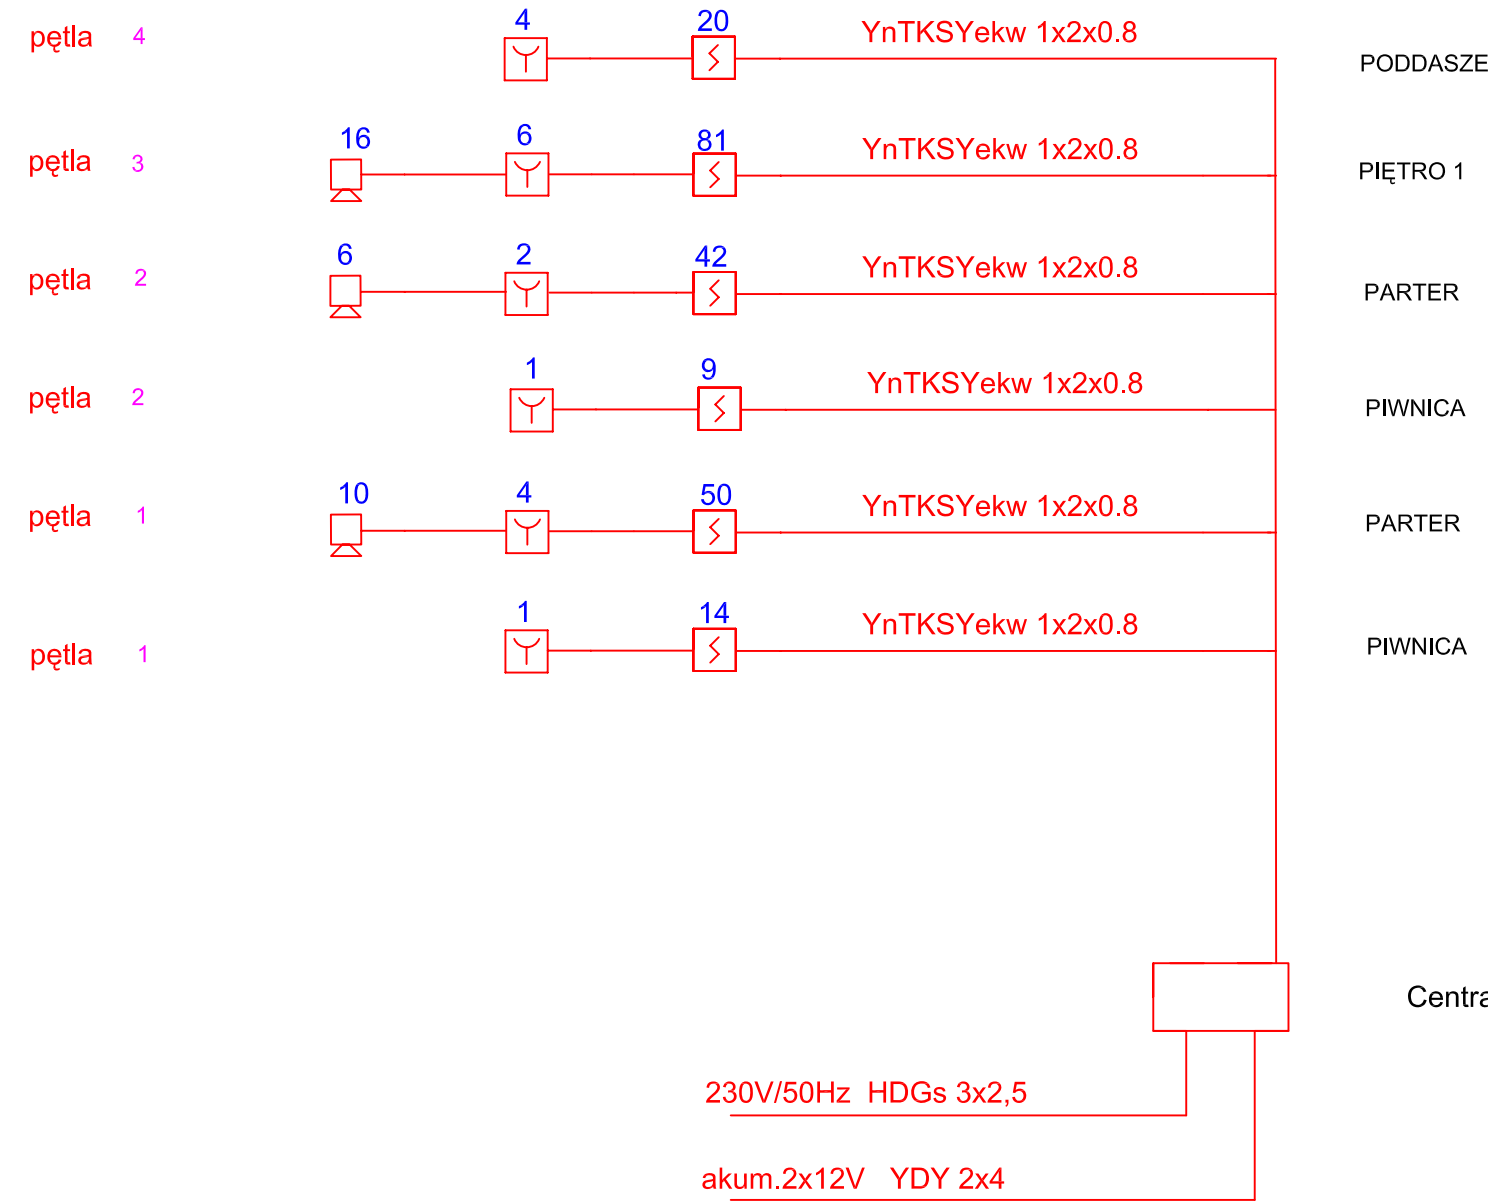 pętla 4 4 20 YnTKSYekw 1x2x0.8 PODDASZE
pętla 3 16 6 81 YnTKSYekw 1x2x0.8 PIĘTRO 1
pętla 2 6 2 42 YnTKSYekw 1x2x0.8 PARTER
pętla 2 1 9 YnTKSYekw 1x2x0.8 PIWNICA
pętla 1 10 4 50 YnTKSYekw 1x2x0.8 PARTER
pętla 1 1 14 YnTKSYekw 1x2x0.8 PIWNICA
Centra
230V/50Hz HDGs 3x2,5
akum.2x12V YDY 2x4